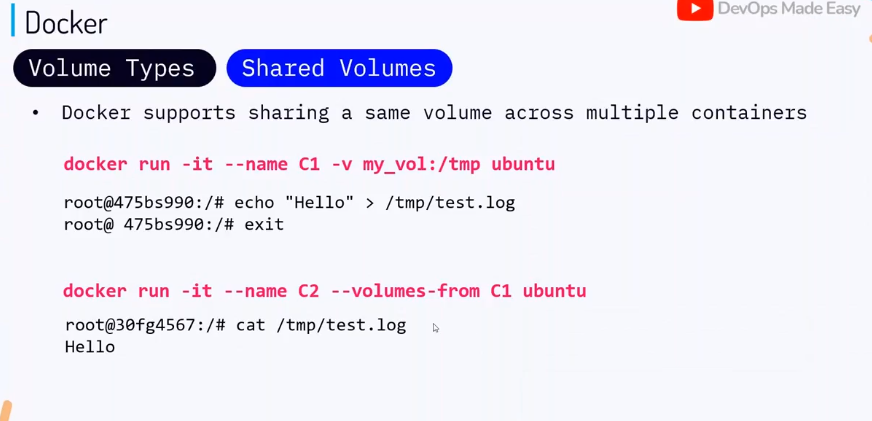 Docker
DevOps Made Easy
Volume Types
Shared Volumes
• Docker supports sharing a same volume across multiple containers
docker run -it --name C1 -v my_vol:/tmp ubuntu
root@475bs990:/# echo "Hello" > /tmp/test.log
root@ 475bs990:/# exit
docker run -it --name C2 --volumes-from C1 ubuntu
root@30fg4567:/# cat /tmp/test.log
Hello